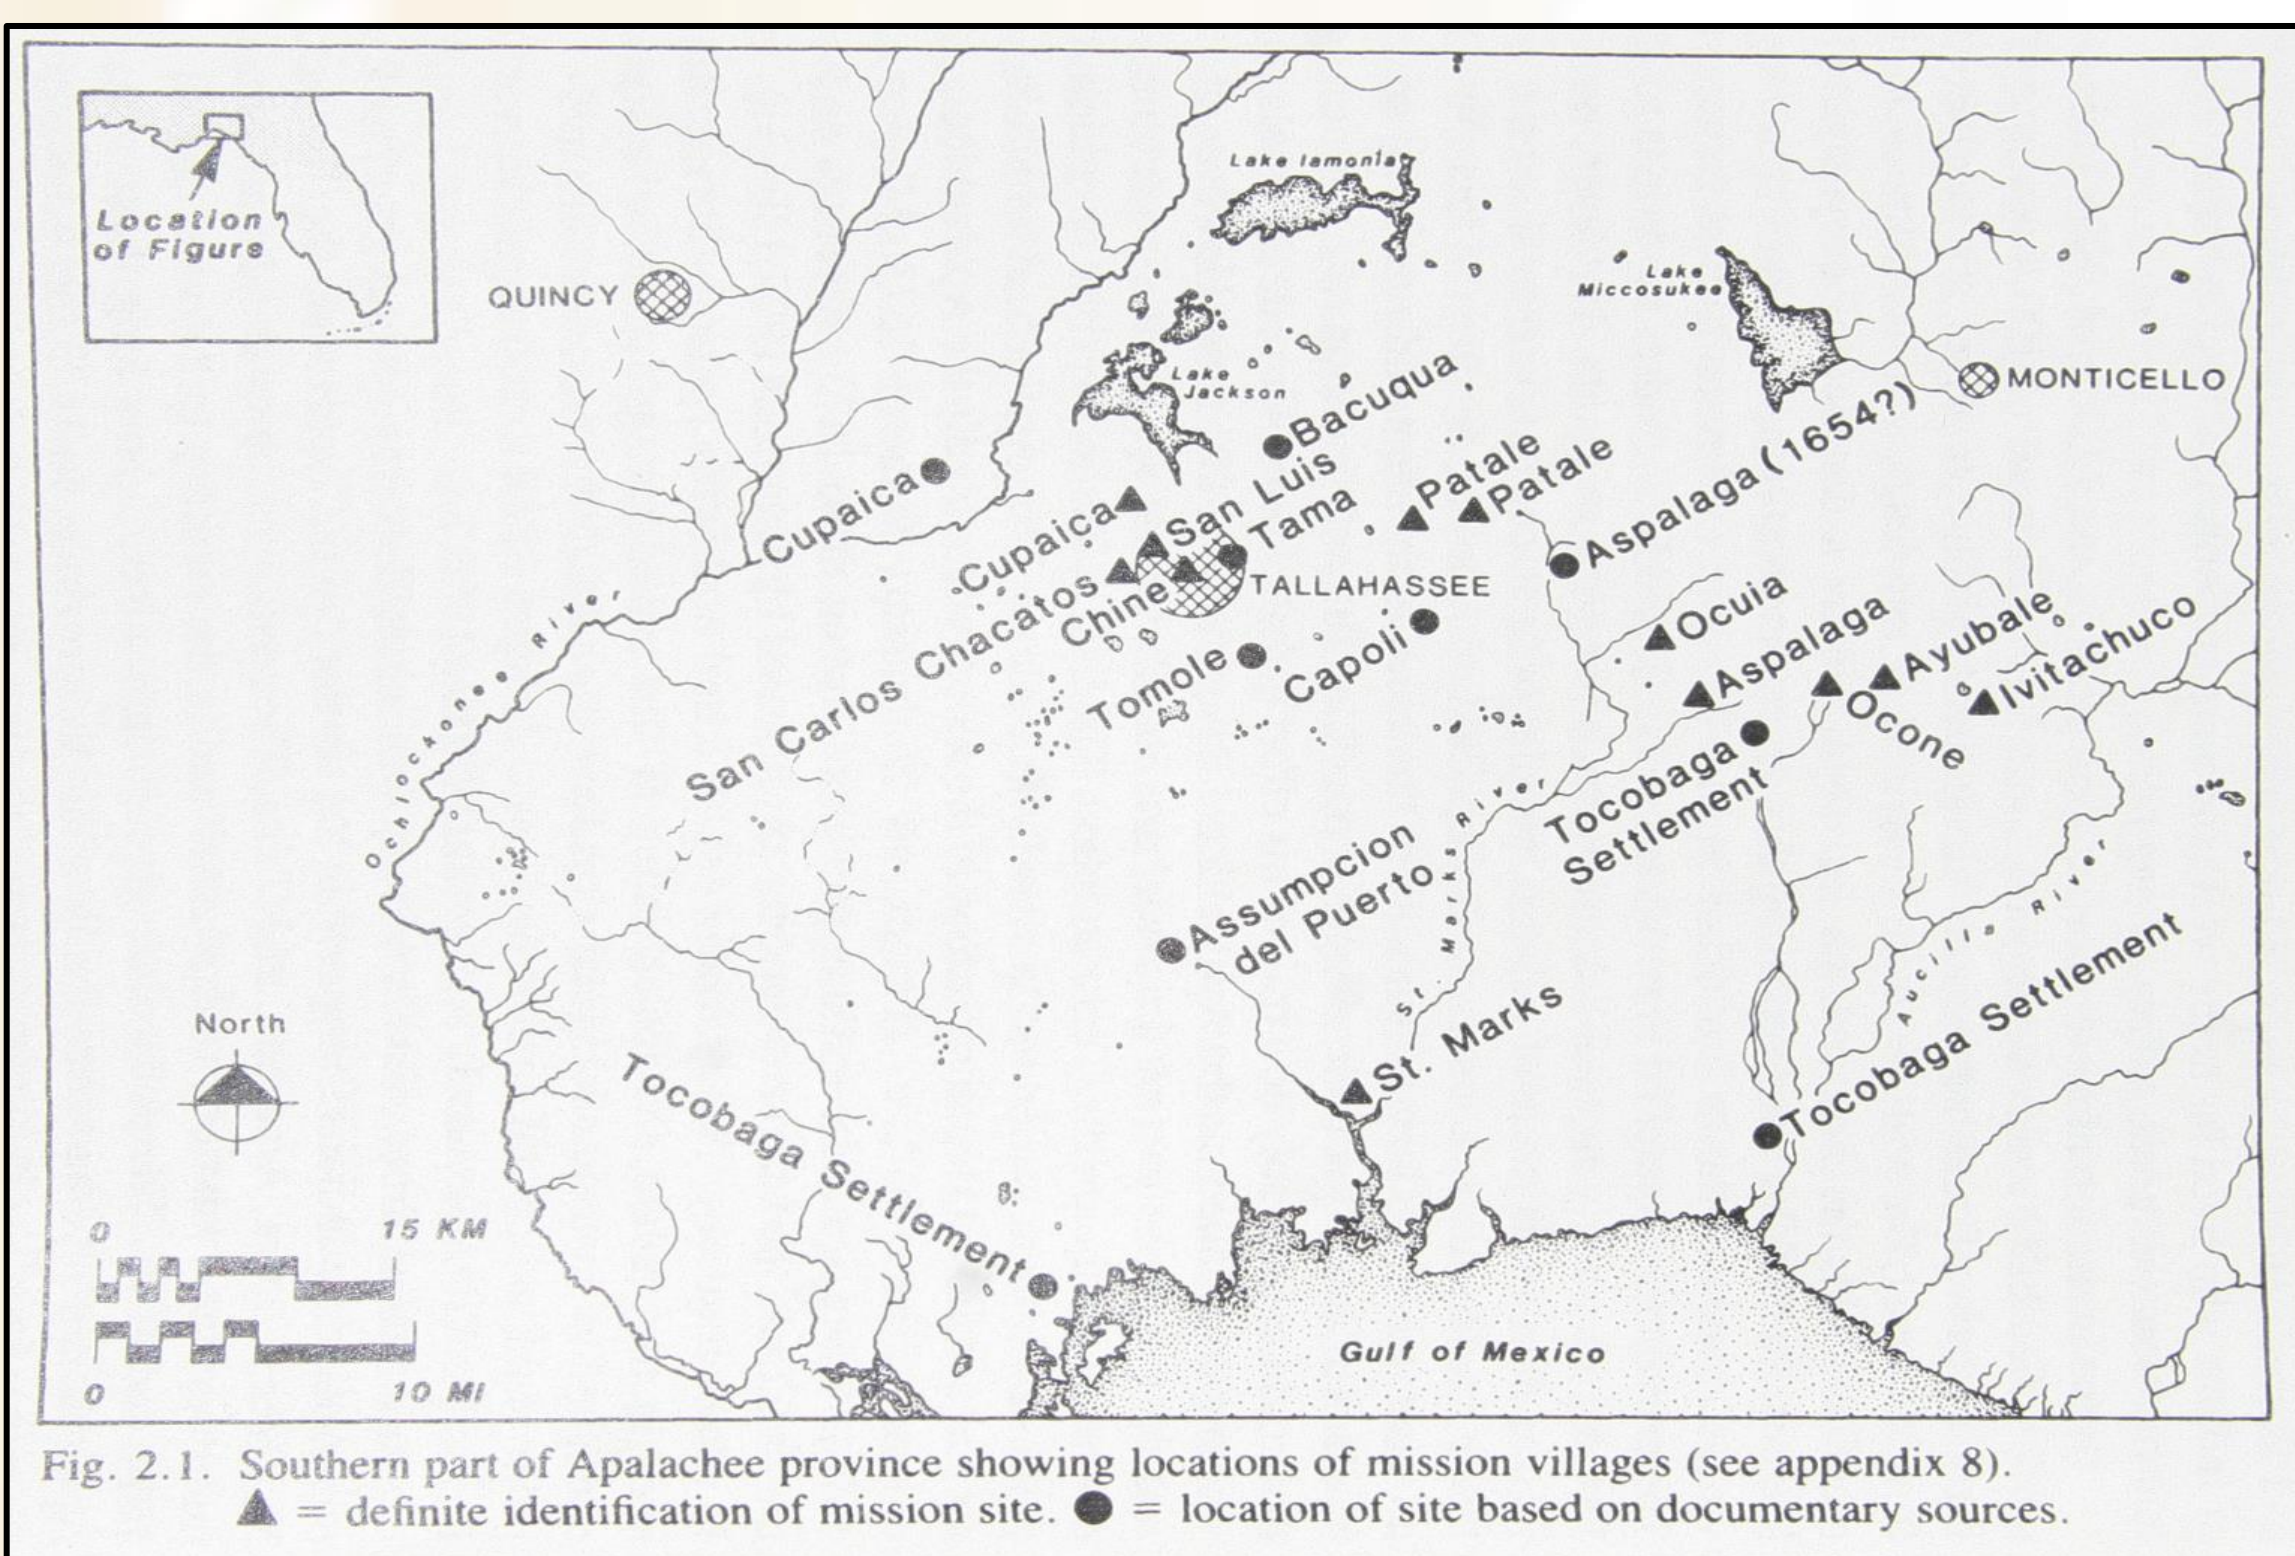 Location
of Figure
QUINCY
Lake Iamonia
Lake
Miccosukee
Lake
Jackson
MONTICELLO
Bacuqua
Cupaica
Cupaica
San Luis
Tama
Patale
Patale
Aspalaga (1654?)
TALLAHASSEE
San Carlos Chacatos
Chine
Tomole
Capoli
Ocuia
Aspalaga
Ayubale
Ocone
Ivitachuco
Ochlockonee River
Tocobaga
Settlement
Assumpcion
del Puerto
St. Marks River
Aucilla River
St. Marks
Tocobaga Settlement
Tocobaga Settlement
North
0 15 KM
0 10 MI
Gulf of Mexico
Fig. 2.1. Southern part of Apalachee province showing locations of mission villages (see appendix 8).
▲ = definite identification of mission site. ● = location of site based on documentary sources.